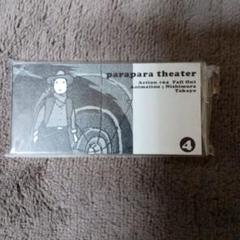 parapara theater
Action #04 Fall Out
Animation ; Nishimura
Takayo
4